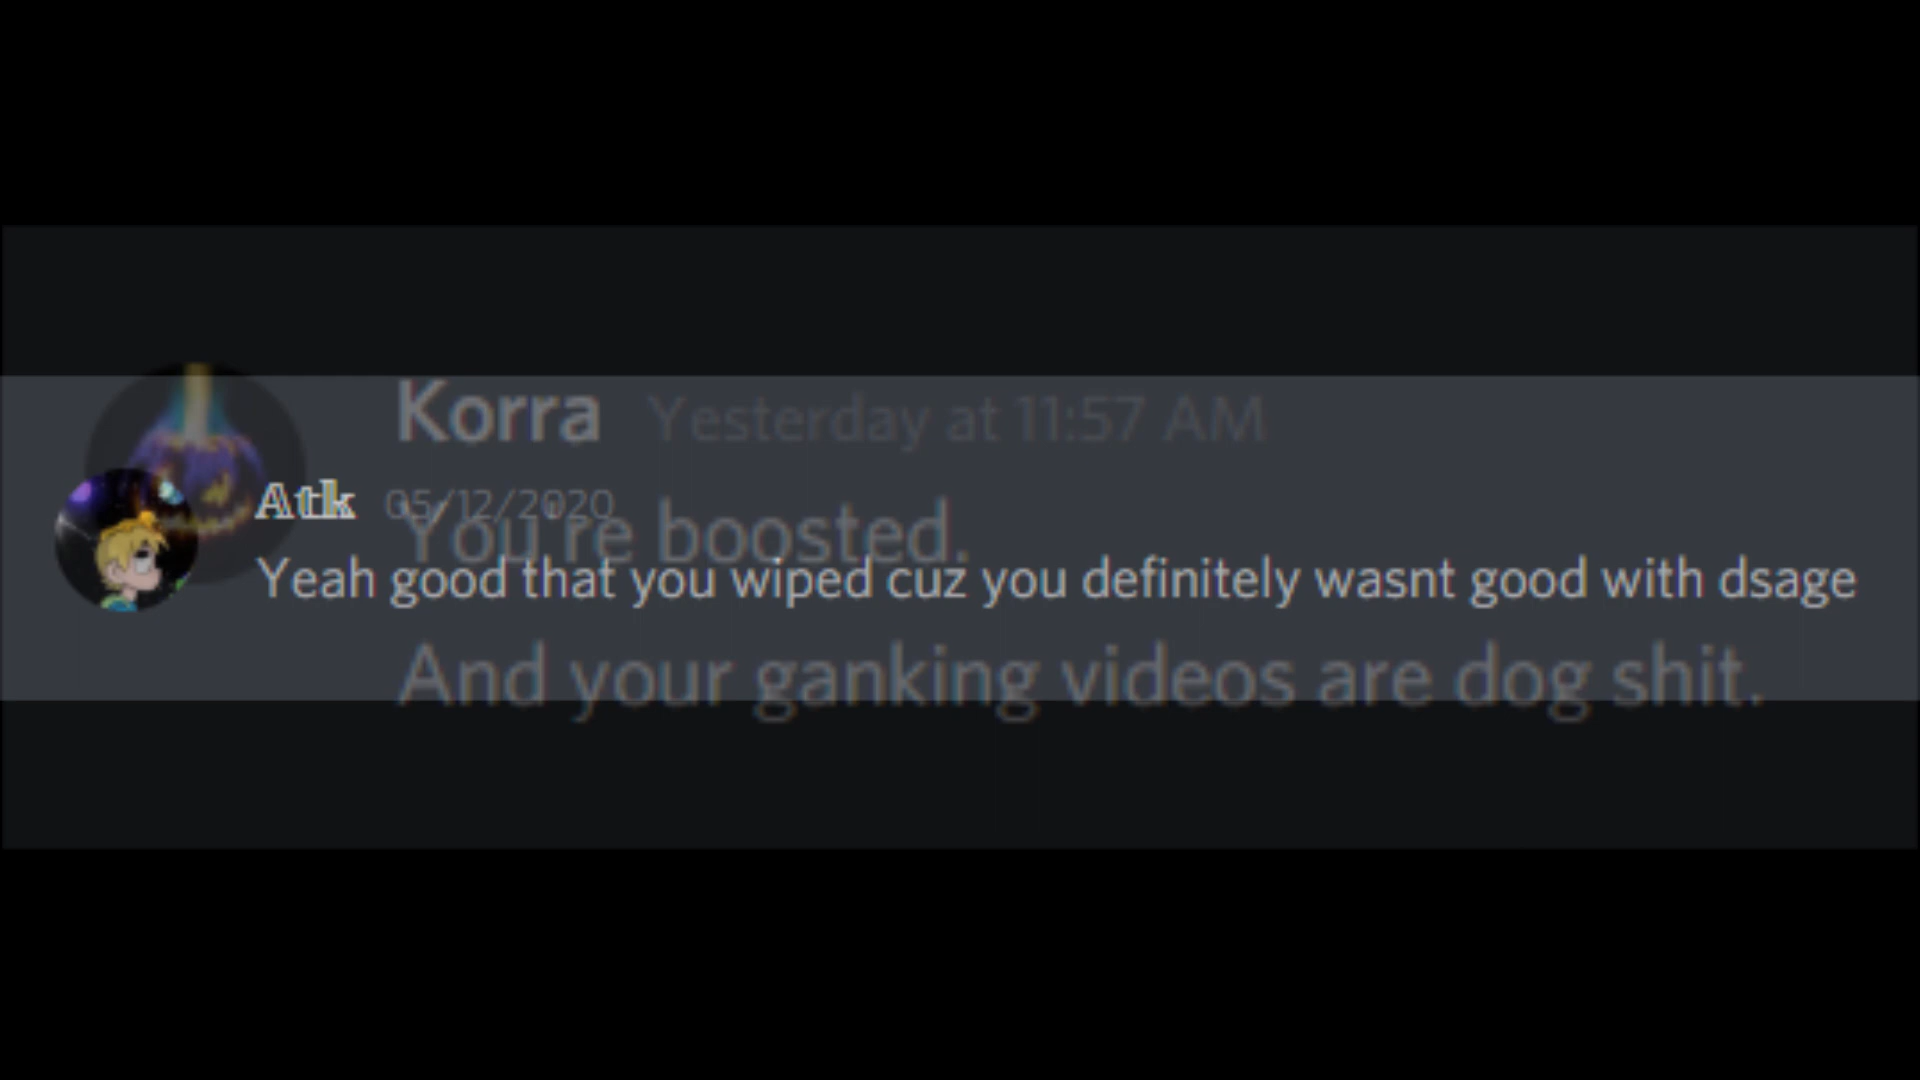 Korra Yesterday at 11:57 AM
Atk 05/12/2020
You're boosted.
Yeah good that you wiped cuz you definitely wasnt good with dsage
And your ganking videos are dog shit.